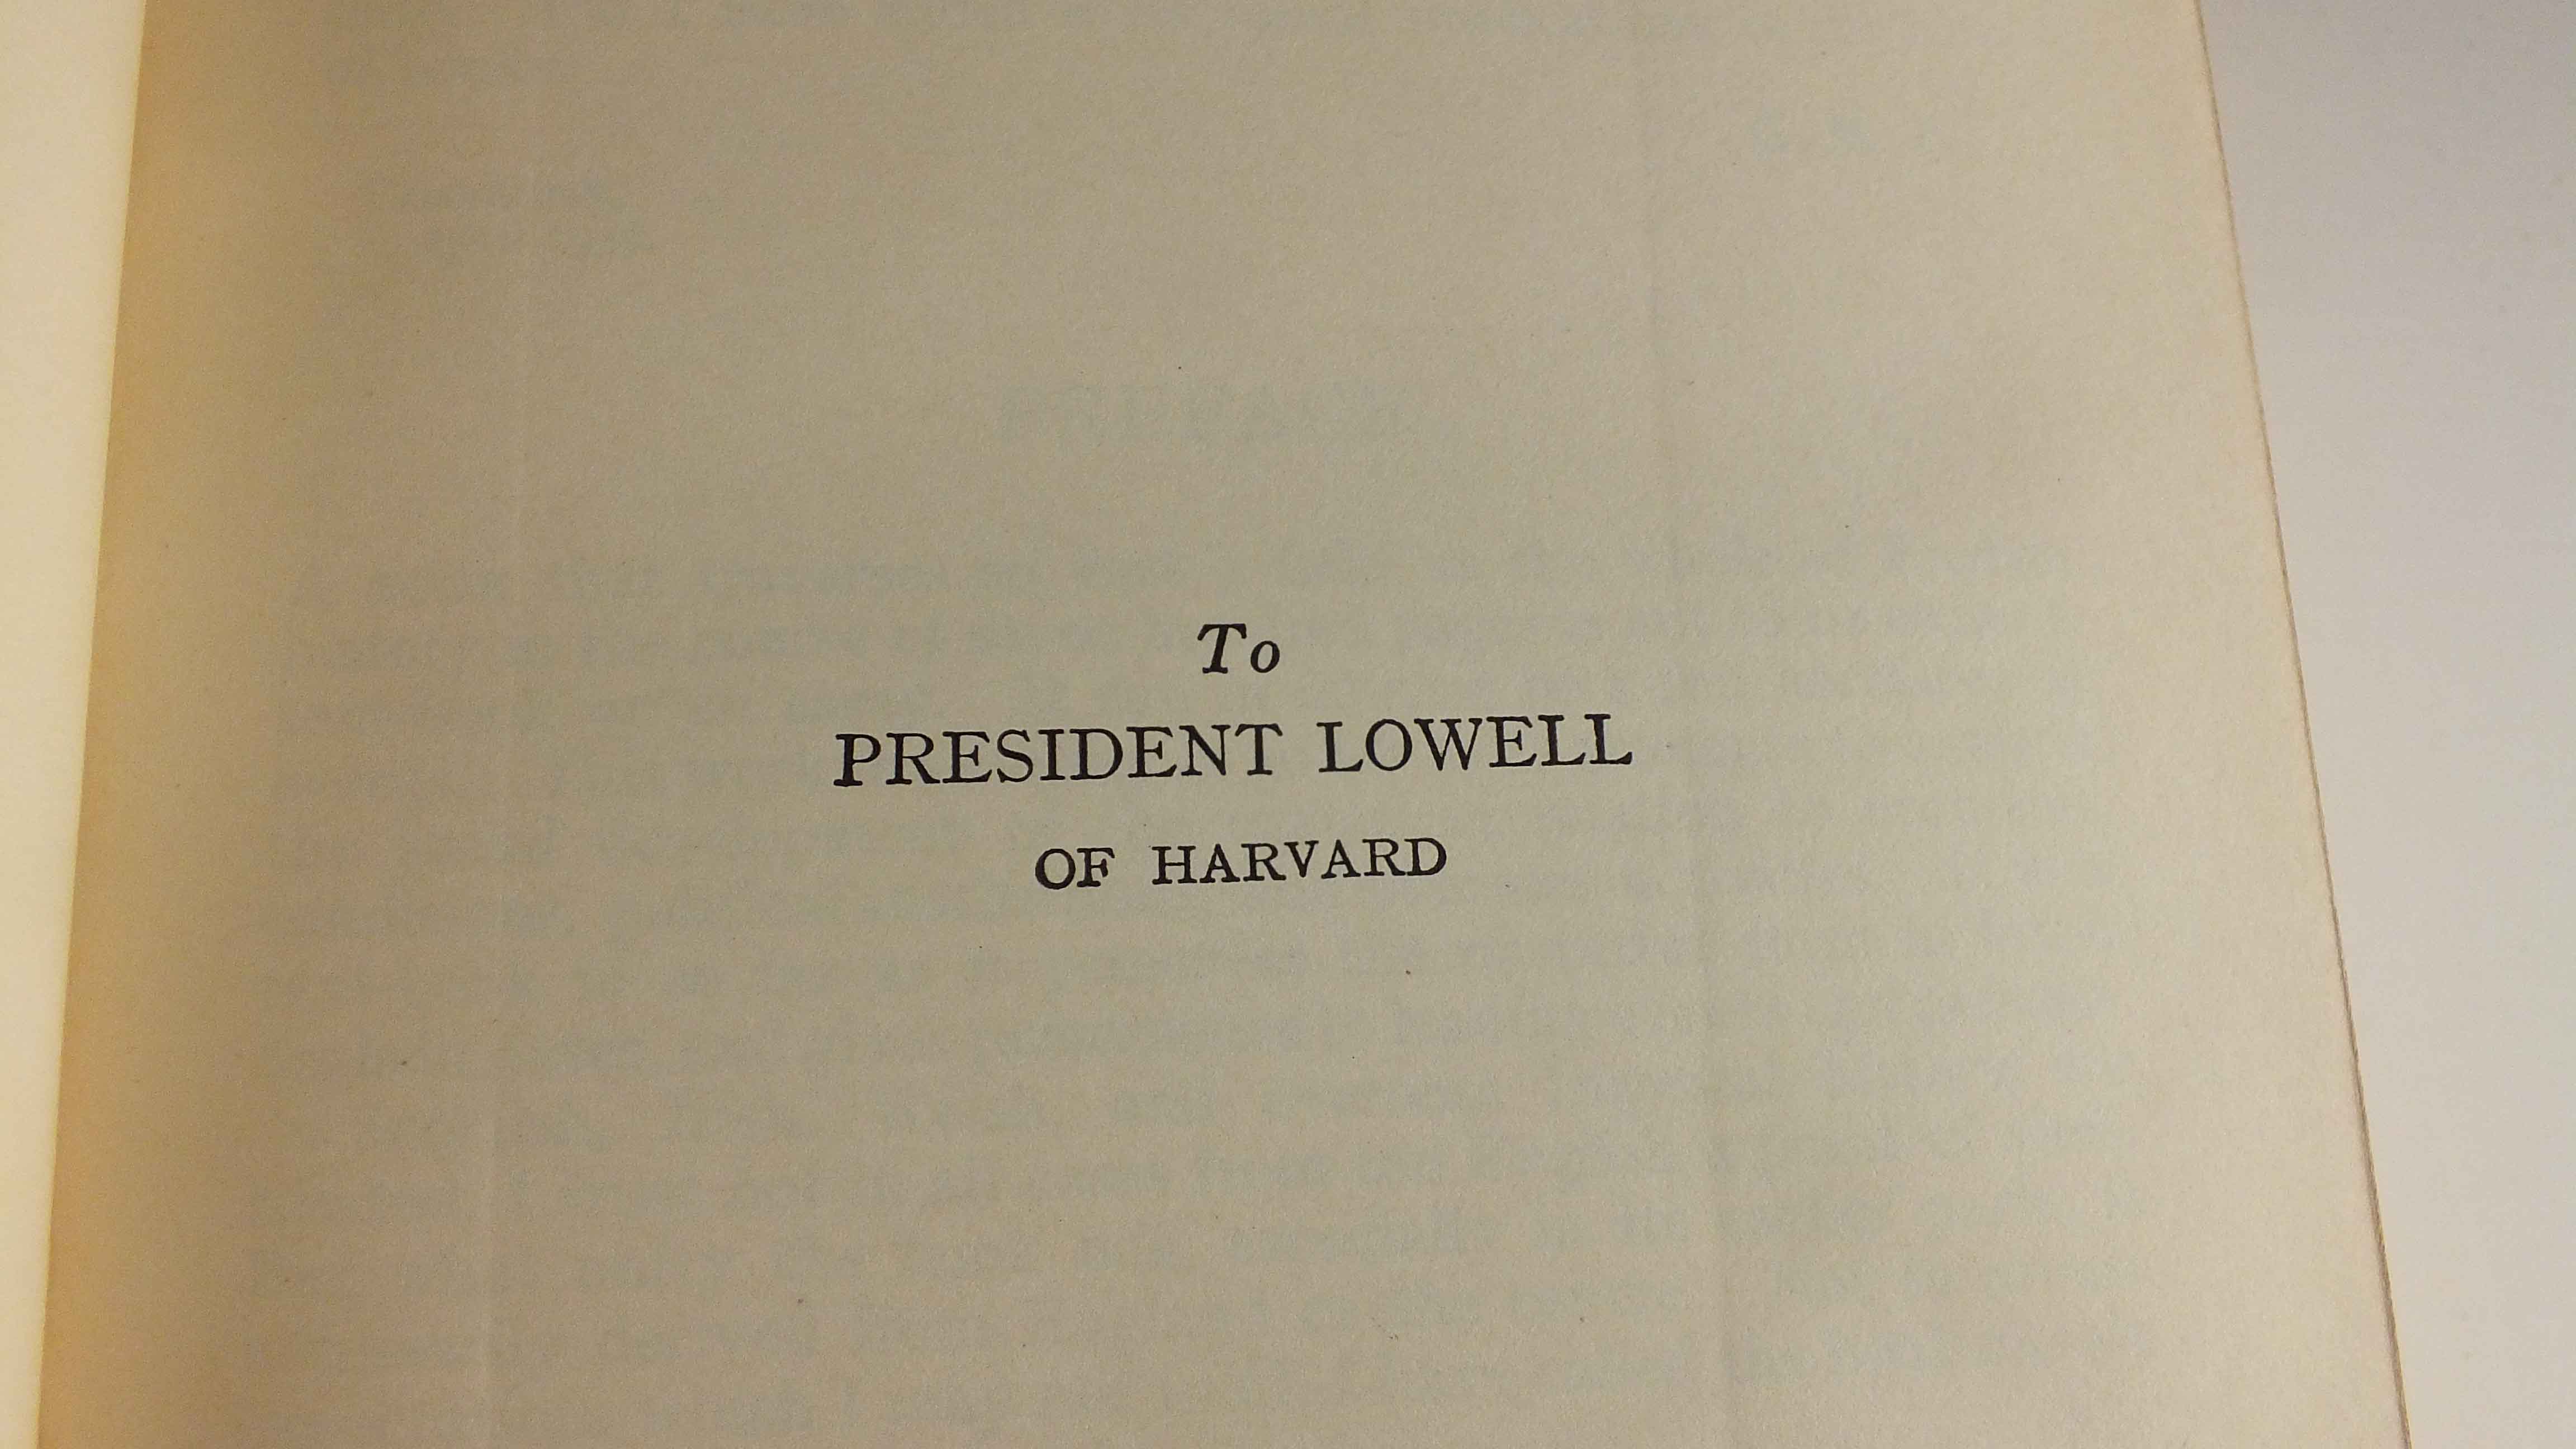 To
PRESIDENT LOWELL
OF HARVARD